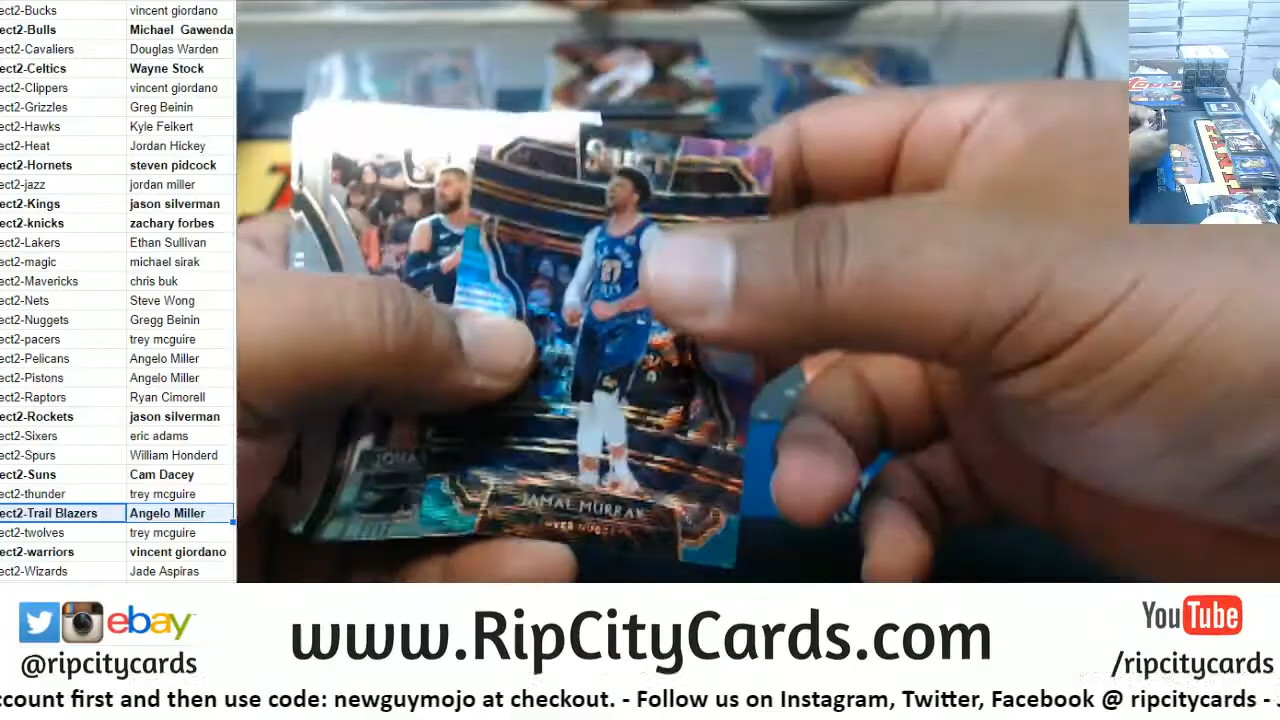 ect2-Bucks vincent giordano
ect2-Bulls Michael Gawenda
ect2-Cavaliers Douglas Warden
ect2-Celtics Wayne Stock
ect2-Clippers vincent giordano
ect2-Grizzles Greg Beinin
ect2-Hawks Kyle Feikert
ect2-Heat Jordan Hickey
ect2-Hornets steven pidcock
ect2-jazz jordan miller
ect2-Kings jason silverman
ect2-knicks zachary forbes
ect2-Lakers Ethan Sullivan
ect2-magic michael sirak
ect2-Mavericks chris buk
ect2-Nets Steve Wong
ect2-Nuggets Gregg Beinin
ect2-pacers trey mcguire
ect2-Pelicans Angelo Miller
ect2-Pistons Angelo Miller
ect2-Raptors Ryan Cimorell
ect2-Rockets jason silverman
ect2-Sixers eric adams
ect2-Spurs William Honderd
ect2-Suns Cam Dacey
ect2-thunder trey mcguire
ect2-Trail Blazers Angelo Miller
ect2-twolves trey mcguire
ect2-warriors vincent giordano
ect2-Wizards Jade Aspiras
SELECT
27
JONAS
JAMAL MURRAY
PANINI
ebay
@ripcitycards
www.RipCityCards.com
YouTube
/ripcitycards
ccount first and then use code: newguymojo at checkout. - Follow us on Instagram, Twitter, Facebook @ ripcitycards -